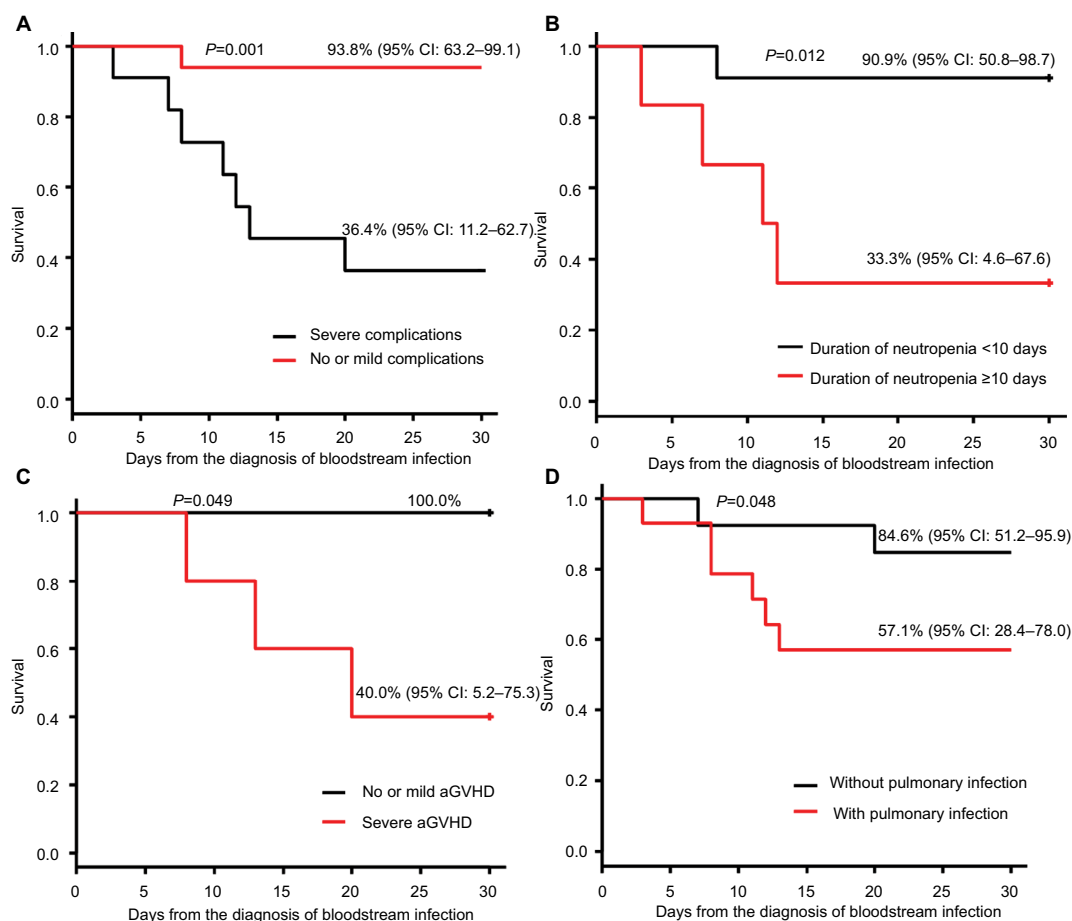 A
P=0.001
93.8% (95% CI: 63.2–99.1)
1.0
0.8
0.6
0.4
0.2
0.0
Survival
36.4% (95% CI: 11.2–62.7)
Severe complications
No or mild complications
0 5 10 15 20 25 30
Days from the diagnosis of bloodstream infection
B
P=0.012
90.9% (95% CI: 50.8–98.7)
1.0
0.8
0.6
0.4
0.2
0.0
Survival
33.3% (95% CI: 4.6–67.6)
Duration of neutropenia <10 days
Duration of neutropenia ≥10 days
0 5 10 15 20 25 30
Days from the diagnosis of bloodstream infection
C
P=0.049
100.0%
1.0
0.8
0.6
0.4
0.2
0.0
Survival
40.0% (95% CI: 5.2–75.3)
No or mild aGVHD
Severe aGVHD
0 5 10 15 20 25 30
Days from the diagnosis of bloodstream infection
D
P=0.048
84.6% (95% CI: 51.2–95.9)
1.0
0.8
0.6
0.4
0.2
0.0
Survival
57.1% (95% CI: 28.4–78.0)
Without pulmonary infection
With pulmonary infection
0 5 10 15 20 25 30
Days from the diagnosis of bloodstream infection